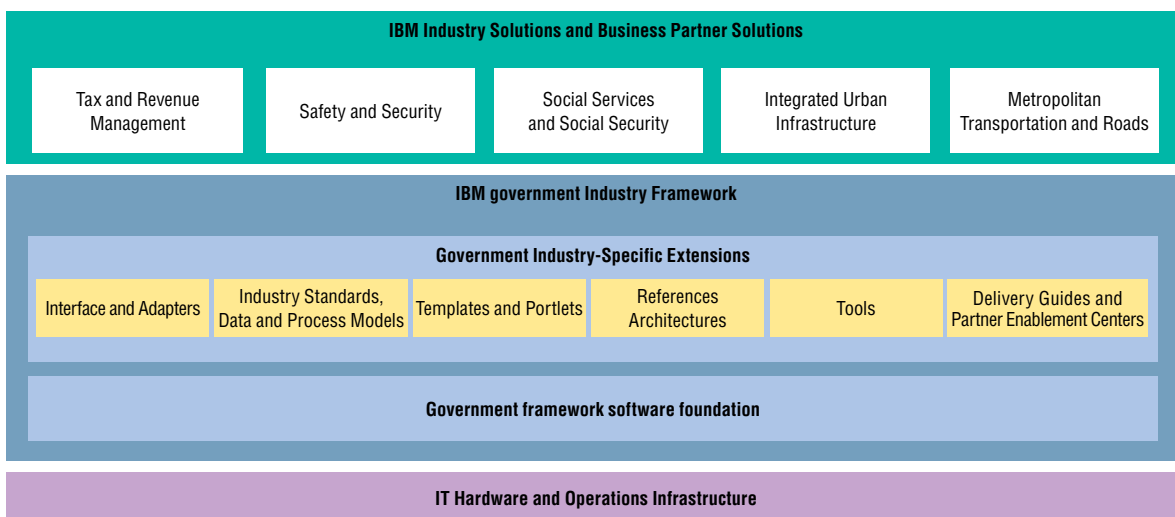 IBM Industry Solutions and Business Partner Solutions
Tax and Revenue
Management
Safety and Security
Social Services
and Social Security
Integrated Urban
Infrastructure
Metropolitan
Transportation and Roads
IBM government Industry Framework
Government Industry-Specific Extensions
Interface and Adapters
Industry Standards,
Data and Process Models
Templates and Portlets
References
Architectures
Tools
Delivery Guides and
Partner Enablement Centers
Government framework software foundation
IT Hardware and Operations Infrastructure